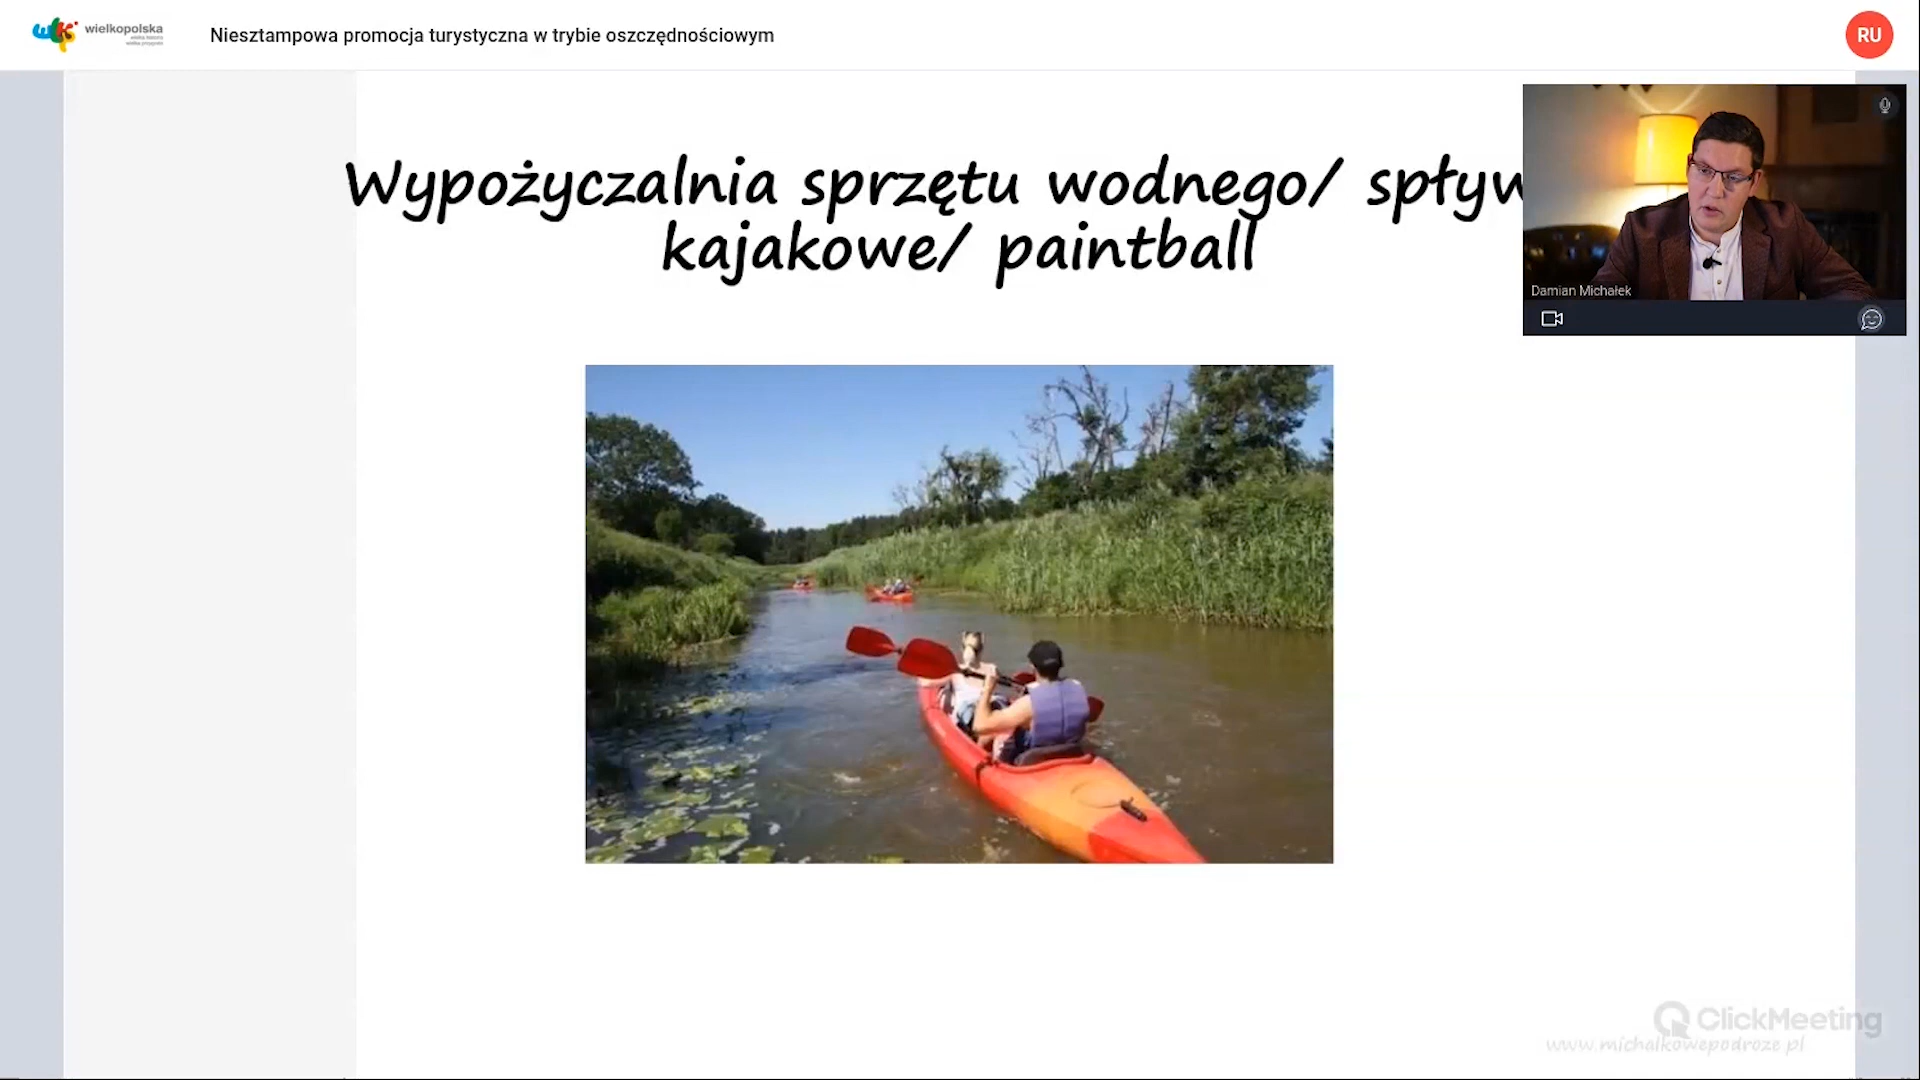 wielkopolska
Niesztampowa promocja turystyczna w trybie oszczędnościowym
RU
Wypożyczalnia sprzętu wodnego/ spływ
kajakowe/ paintball
Damian Michałek
ClickMeeting
www.michalkowepodroze.pl